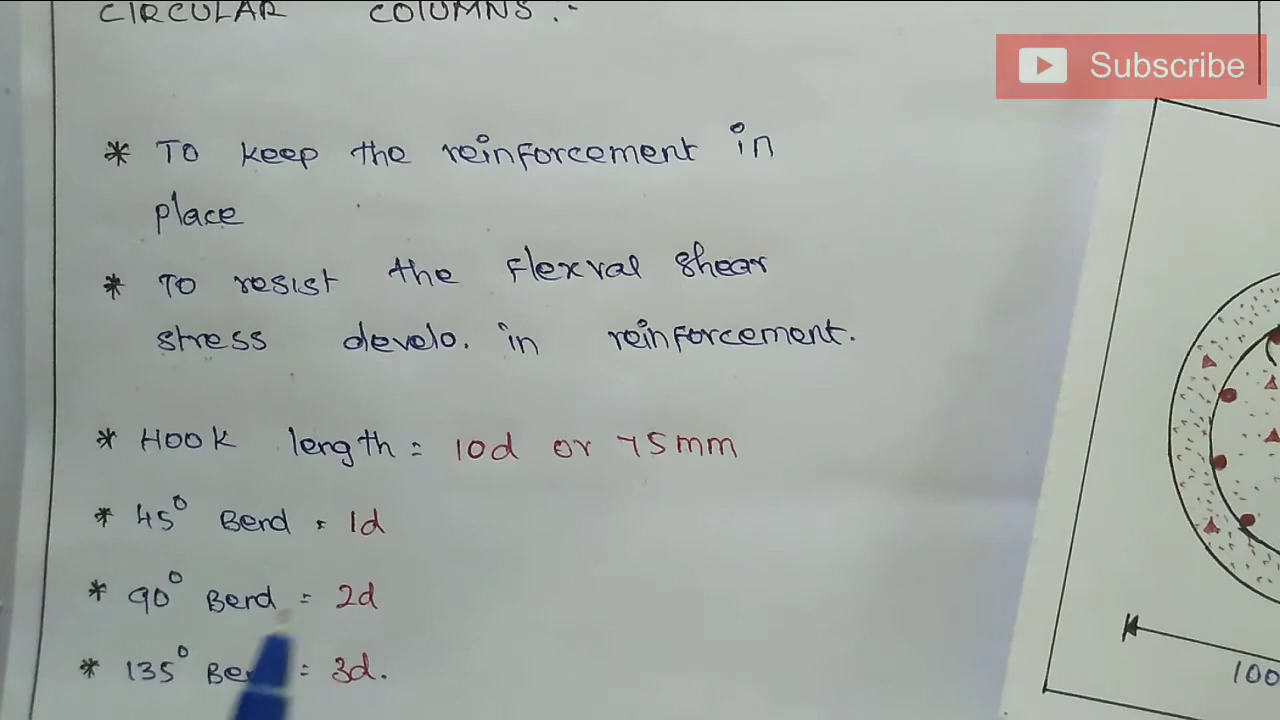 CIRCULAR COLUMNS :-
Subscribe
* To keep the reinforcement in
place
* To resist the flexural shear
stress develo. in reinforcement.
* Hook length = 10d or 75mm
* 45° Bend = 1d
* 90° Bend = 2d
* 135° Be = 3d.
100